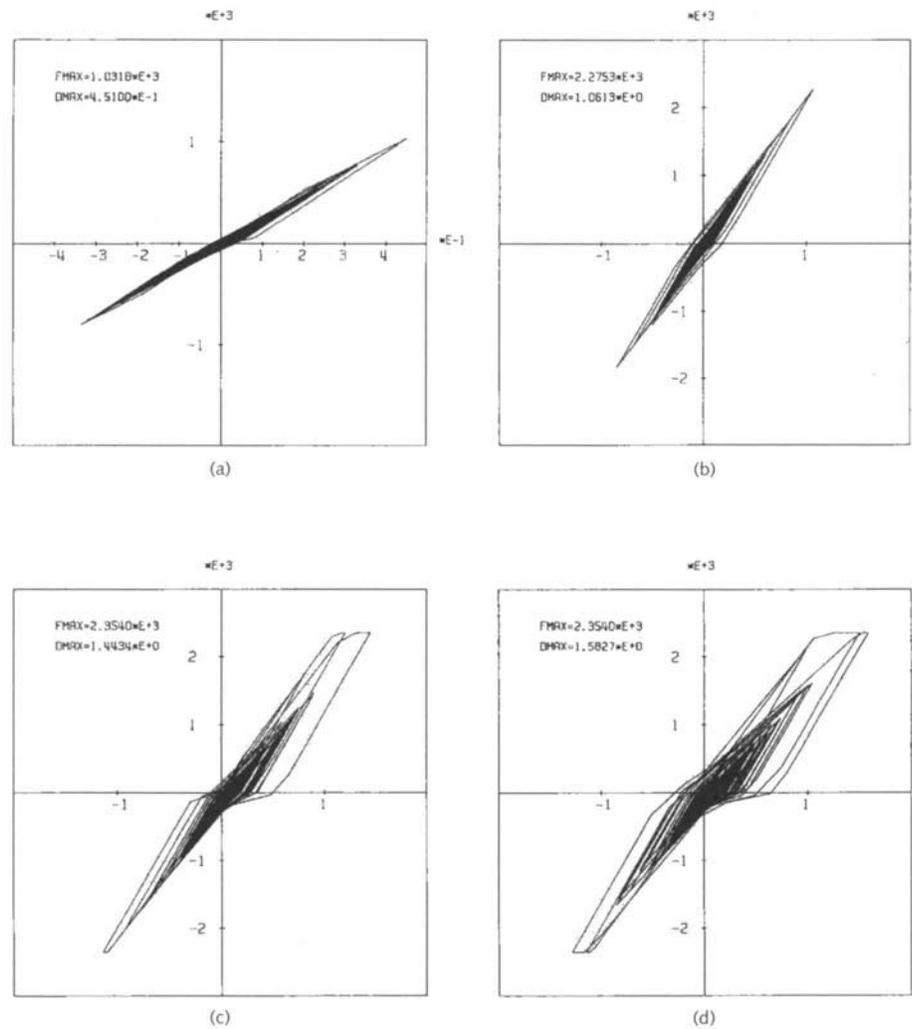 *E+3
FMAX=1.0318*E+3
DMAX=4.5100*E-1
1
-4 -3 -2 -1 1 2 3 4 *E-1
-1
(a)
*E+3
FMAX=2.2753*E+3
DMAX=1.0613*E+0
2
1
-1 1
-1
-2
(b)
*E+3
FMAX=2.3540*E+3
DMAX=1.4434*E+0
2
1
-1 1
-1
-2
(c)
*E+3
FMAX=2.3540*E+3
DMAX=1.5827*E+0
2
1
-1 1
-1
-2
(d)